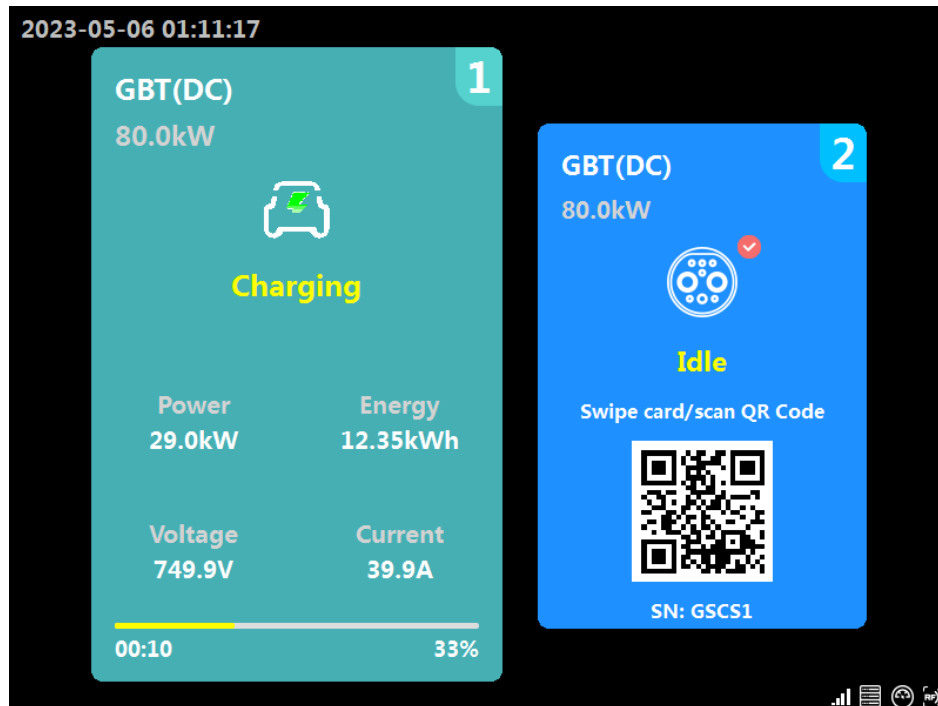 2023-05-06 01:11:17
1
GBT(DC)
80.0kW
Charging
Power Energy
29.0kW 12.35kWh
Voltage Current
749.9V 39.9A
00:10 33%
2
GBT(DC)
80.0kW
Idle
Swipe card/scan QR Code
SN: GSCS1
RF